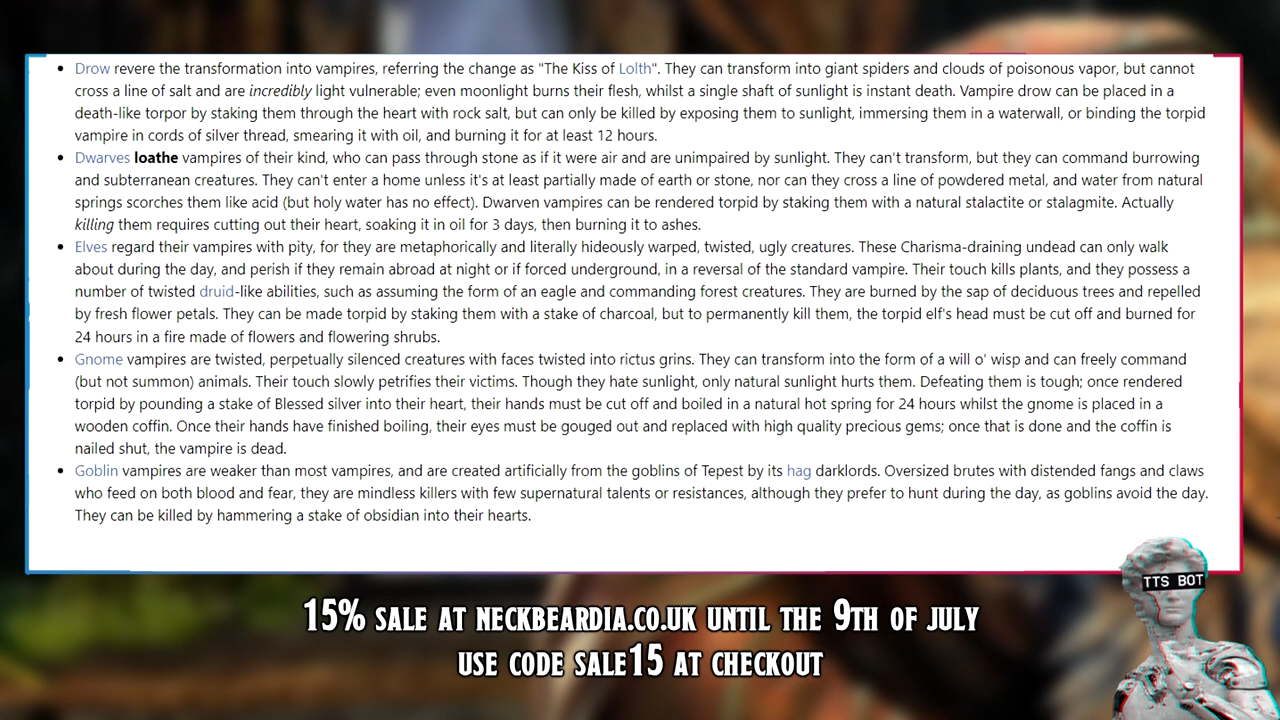 Drow revere the transformation into vampires, referring the change as "The Kiss of Lolth". They can transform into giant spiders and clouds of poisonous vapor, but cannot
cross a line of salt and are incredibly light vulnerable; even moonlight burns their flesh, whilst a single shaft of sunlight is instant death. Vampire drow can be placed in a
death-like torpor by staking them through the heart with rock salt, but can only be killed by exposing them to sunlight, immersing them in a waterwall, or binding the torpid
vampire in cords of silver thread, smearing it with oil, and burning it for at least 12 hours.
Dwarves loathe vampires of their kind, who can pass through stone as if it were air and are unimpaired by sunlight. They can't transform, but they can command burrowing
and subterranean creatures. They can't enter a home unless it's at least partially made of earth or stone, nor can they cross a line of powdered metal, and water from natural
springs scorches them like acid (but holy water has no effect). Dwarven vampires can be rendered torpid by staking them with a natural stalactite or stalagmite. Actually
killing them requires cutting out their heart, soaking it in oil for 3 days, then burning it to ashes.
Elves regard their vampires with pity, for they are metaphorically and literally hideously warped, twisted, ugly creatures. These Charisma-draining undead can only walk
about during the day, and perish if they remain abroad at night or if forced underground, in a reversal of the standard vampire. Their touch kills plants, and they possess a
number of twisted druid-like abilities, such as assuming the form of an eagle and commanding forest creatures. They are burned by the sap of deciduous trees and repelled
by fresh flower petals. They can be made torpid by staking them with a stake of charcoal, but to permanently kill them, the torpid elf's head must be cut off and burned for
24 hours in a fire made of flowers and flowering shrubs.
Gnome vampires are twisted, perpetually silenced creatures with faces twisted into rictus grins. They can transform into the form of a will o' wisp and can freely command
(but not summon) animals. Their touch slowly petrifies their victims. Though they hate sunlight, only natural sunlight hurts them. Defeating them is tough; once rendered
torpid by pounding a stake of Blessed silver into their heart, their hands must be cut off and boiled in a natural hot spring for 24 hours whilst the gnome is placed in a
wooden coffin. Once their hands have finished boiling, their eyes must be gouged out and replaced with high quality precious gems; once that is done and the coffin is
nailed shut, the vampire is dead.
Goblin vampires are weaker than most vampires, and are created artificially from the goblins of Tepest by its hag darklords. Oversized brutes with distended fangs and claws
who feed on both blood and fear, they are mindless killers with few supernatural talents or resistances, although they prefer to hunt during the day, as goblins avoid the day.
They can be killed by hammering a stake of obsidian into their hearts.
TTS BOT
15% SALE AT NECKBEARDIA.CO.UK UNTIL THE 9TH OF JULY
USE CODE SALE15 AT CHECKOUT